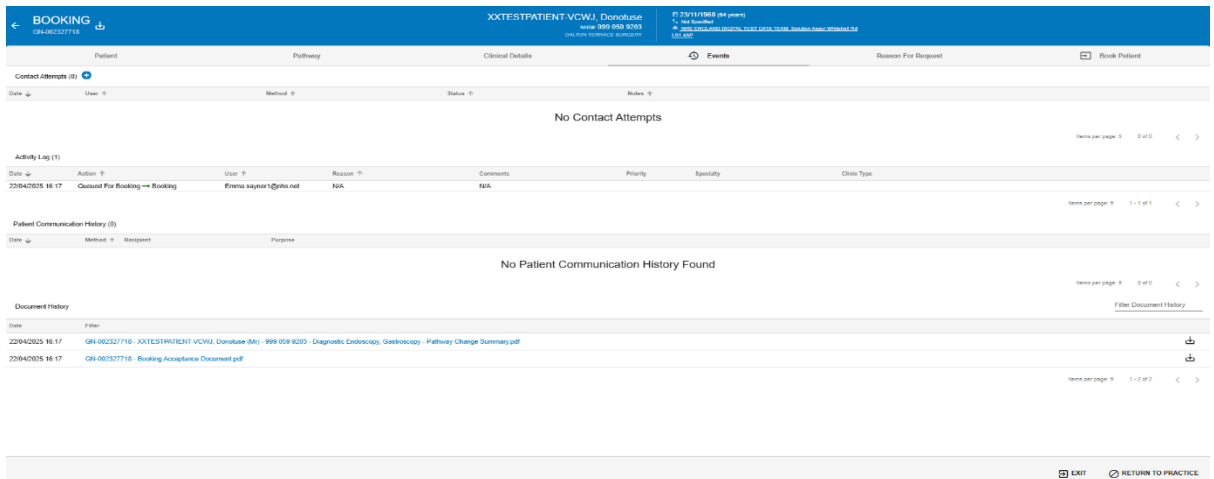 BOOKING
GN-002327718
XXTESTPATIENT-VCWJ, Donotuse
NHS# 999 059 9203
DALTON TERRACE SURGERY
23/11/1960 (64 years)
Not Specified
NHS ENGLAND DIGITAL TEST DATA TEAM, Solution Assur Whitehall Rd
LS1 4HP
Patient Pathway Clinical Details Events Reason For Request Book Patient
Contact Attempts (0)
Date User Method Status Notes
No Contact Attempts
Items per page: 5 0 of 0
Activity Log (1)
Date Action User Reason Comments Priority Specialty Clinic Type
22/04/2025 16:17 Queued For Booking → Booking Emma.saynor1@nhs.net N/A N/A
Items per page: 5 1 - 1 of 1
Patient Communication History (0)
Date Method Recipient Purpose
No Patient Communication History Found
Items per page: 5 0 of 0
Document History
Filter Document History
Date Filter
22/04/2025 16:17 GN-002327718 - XXTESTPATIENT-VCWJ, Donotuse (Mr) - 999 059 9203 - Diagnostic Endoscopy, Gastroscopy - Pathway Change Summary.pdf
22/04/2025 16:17 GN-002327718 - Booking Acceptance Document.pdf
Items per page: 5 1 - 2 of 2
EXIT RETURN TO PRACTICE